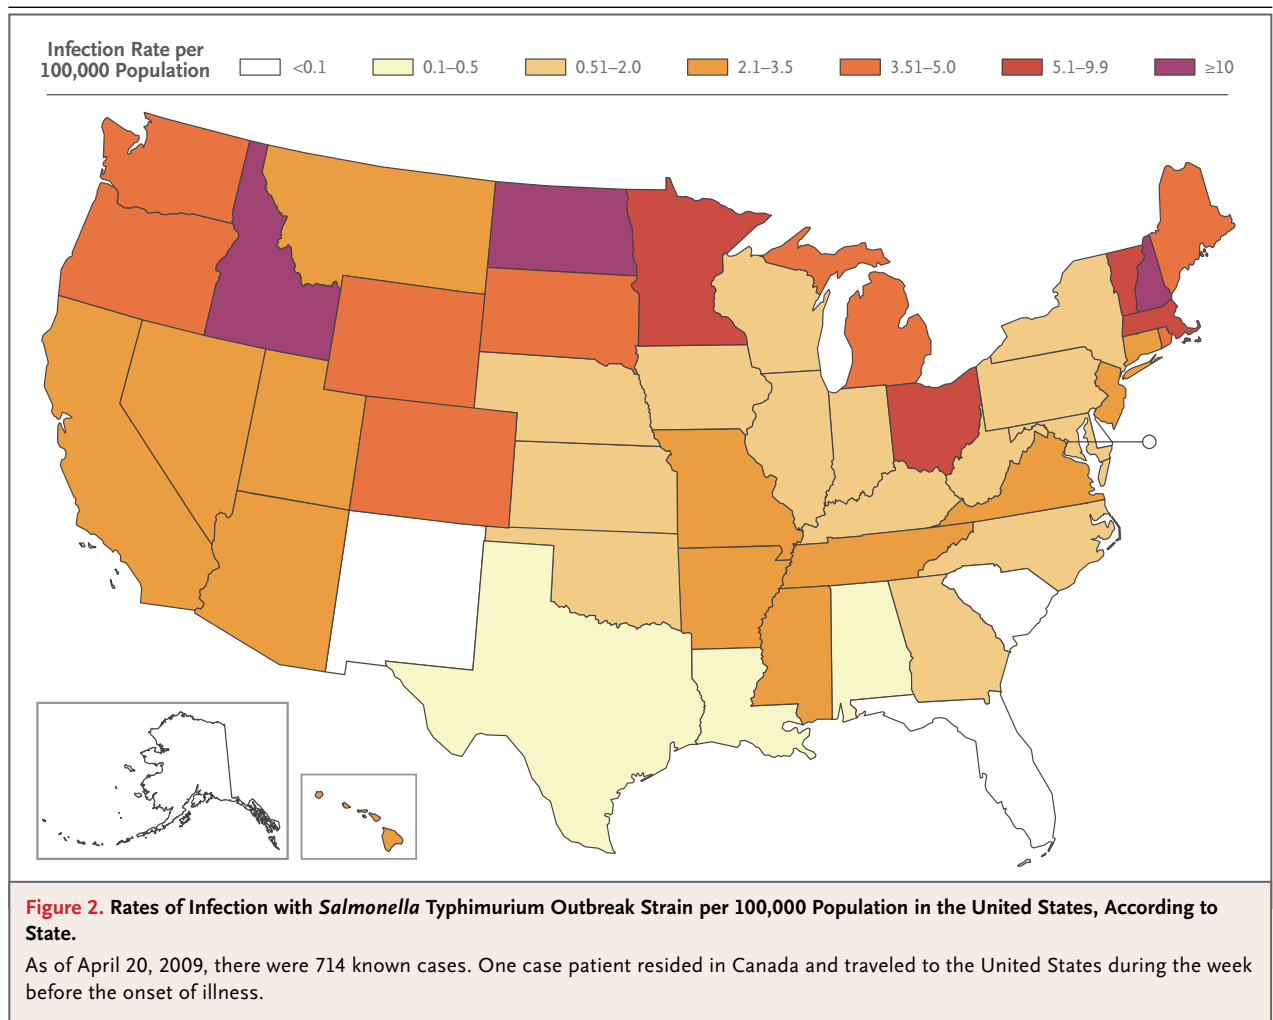 Infection Rate per
100,000 Population
<0.1
0.1–0.5
0.51–2.0
2.1–3.5
3.51–5.0
5.1–9.9
≥10
Figure 2. Rates of Infection with Salmonella Typhimurium Outbreak Strain per 100,000 Population in the United States, According to
State.
As of April 20, 2009, there were 714 known cases. One case patient resided in Canada and traveled to the United States during the week
before the onset of illness.